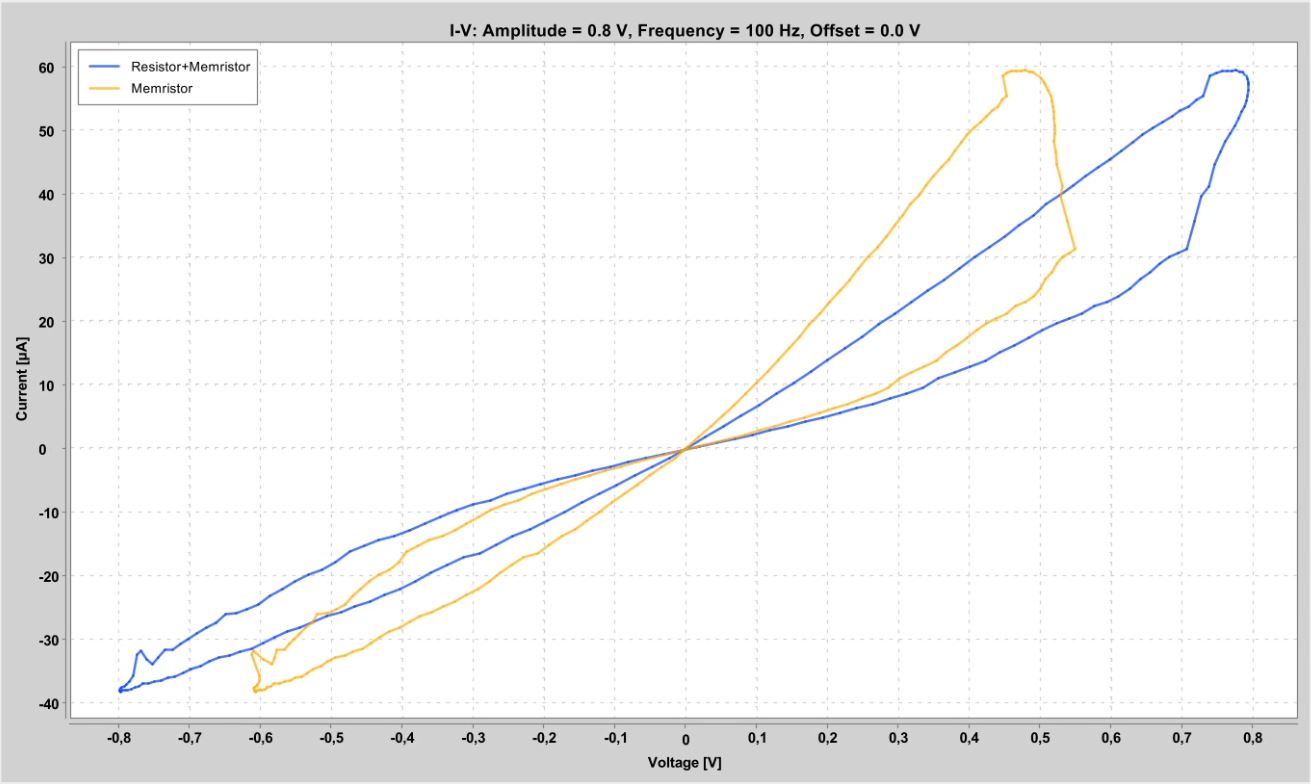 I-V: Amplitude = 0.8 V, Frequency = 100 Hz, Offset = 0.0 V
Resistor+Memristor
Memristor
60
50
40
30
20
10
0
-10
-20
-30
-40
Current [µA]
-0,8 -0,7 -0,6 -0,5 -0,4 -0,3 -0,2 -0,1 0 0,1 0,2 0,3 0,4 0,5 0,6 0,7 0,8
Voltage [V]